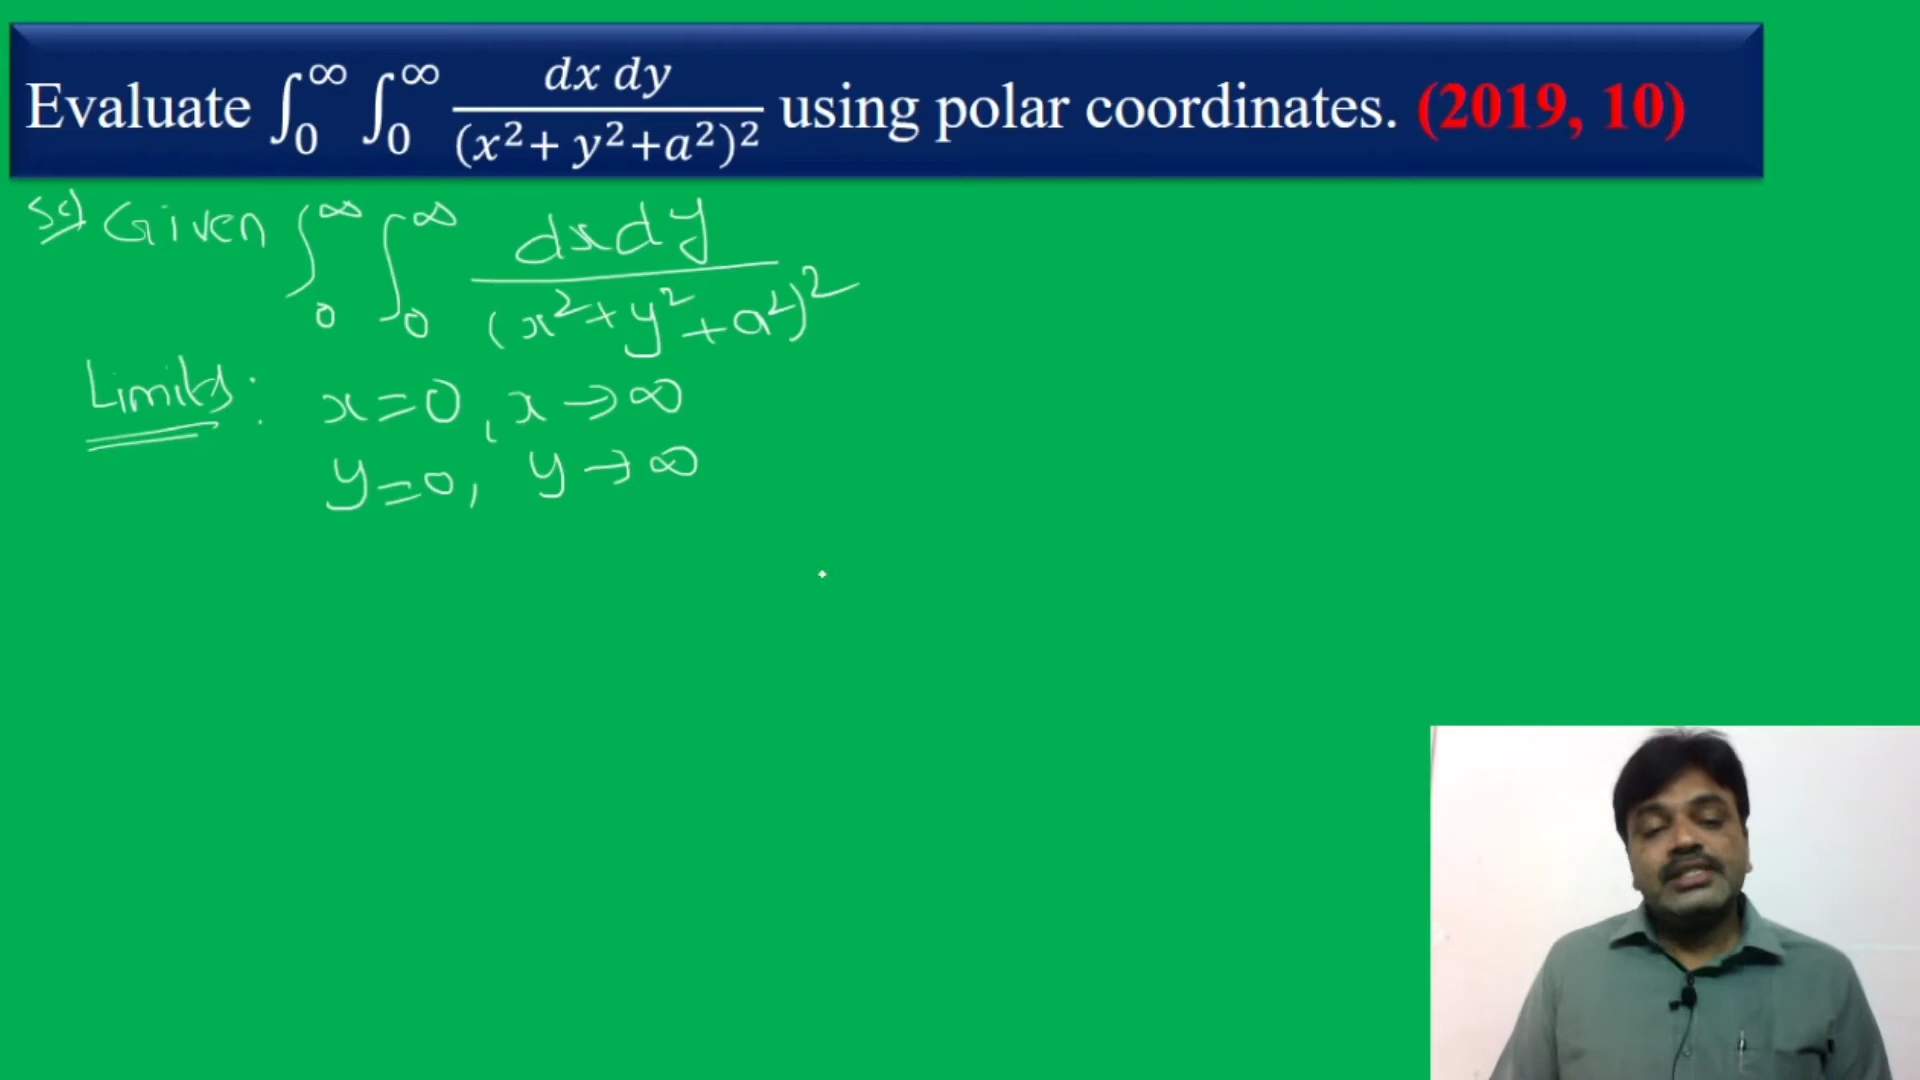 Evaluate ∫₀^∞ ∫₀^∞ dx dy / (x²+ y²+a²)² using polar coordinates. (2019, 10)
Sol Given ∫₀^∞ ∫₀^∞ dxdy / (x²+y²+a²)²
Limits: x=0, x→∞
y=0, y→∞